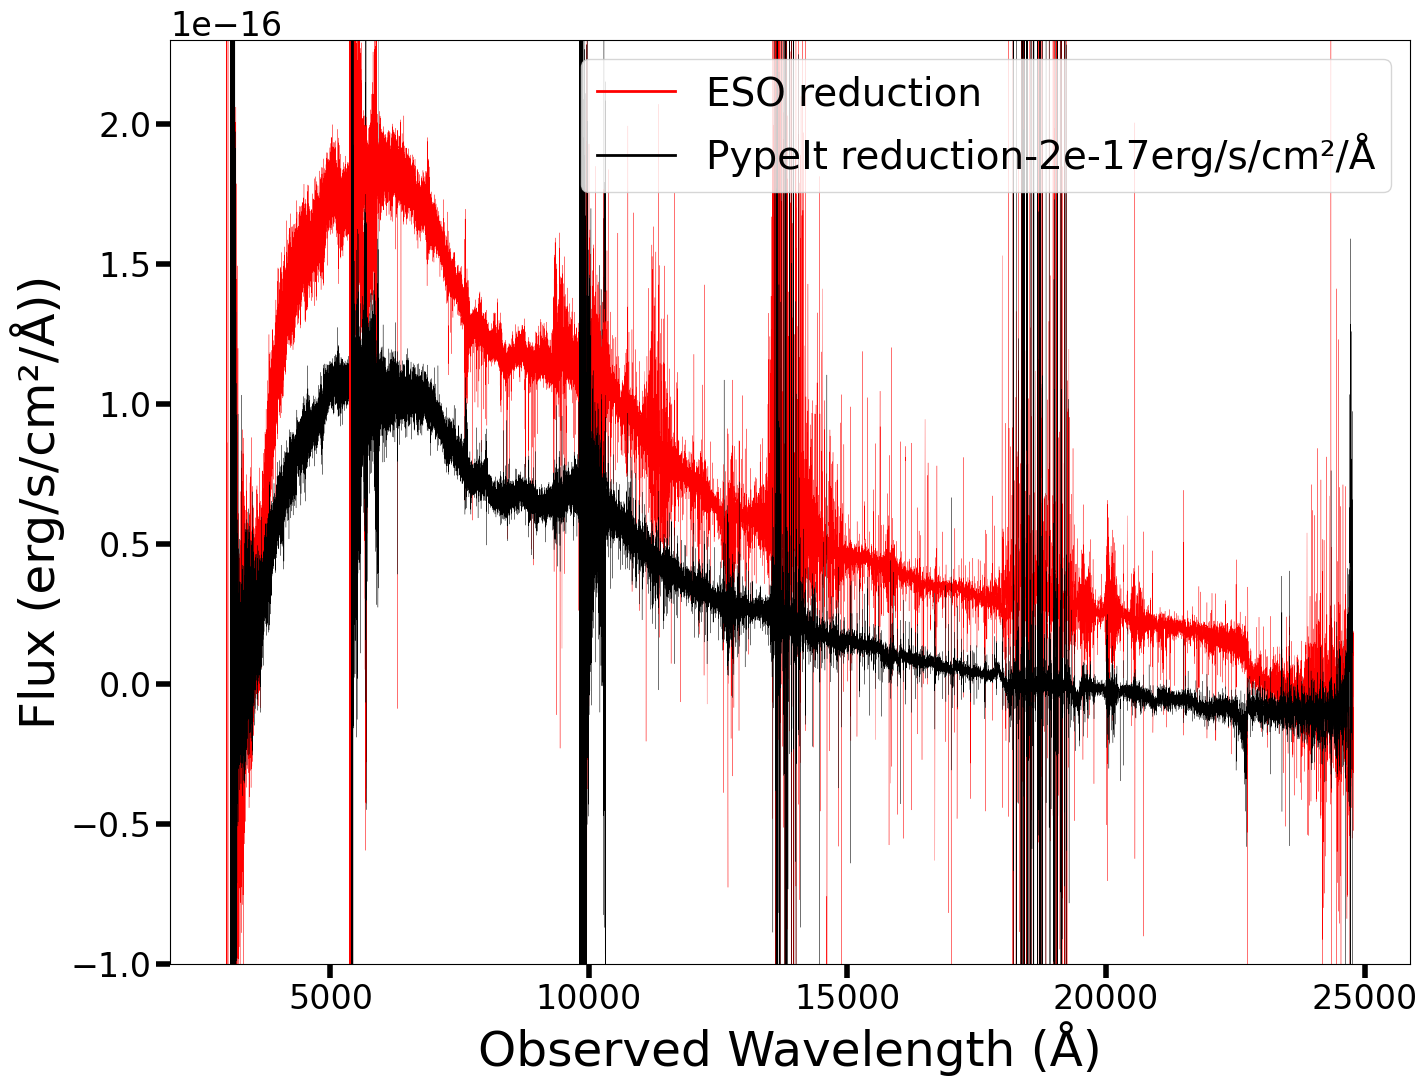 1e−16
ESO reduction
PypeIt reduction-2e-17erg/s/cm²/Å
2.0
1.5
1.0
0.5
0.0
−0.5
−1.0
Flux (erg/s/cm²/Å))
5000 10000 15000 20000 25000
Observed Wavelength (Å)